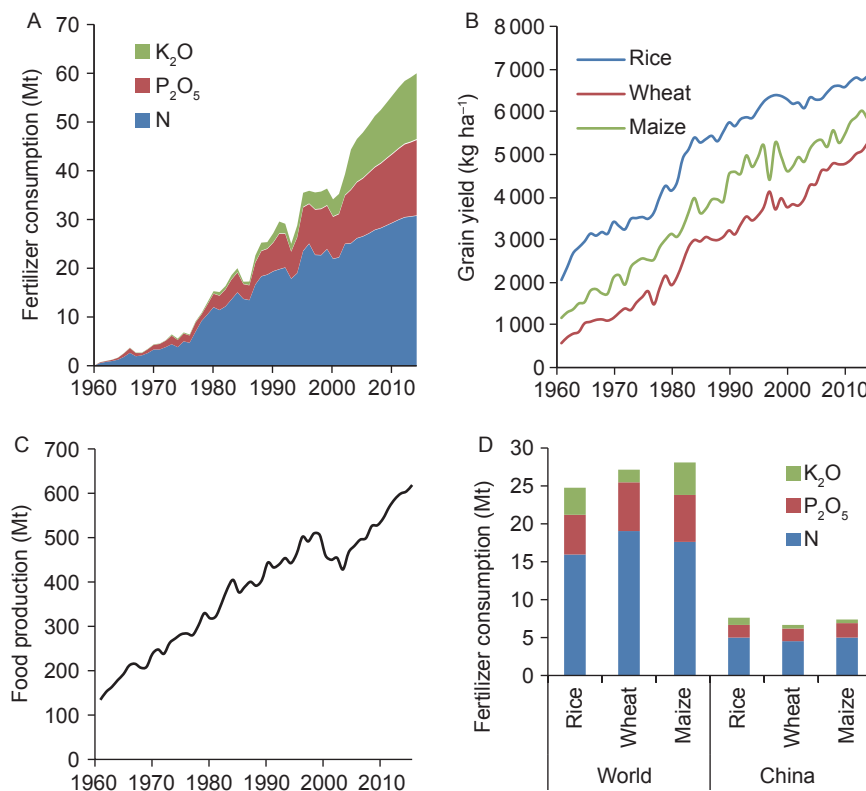 A
Fertilizer consumption (Mt)
70
60
50
40
30
20
10
0
K2O
P2O5
N
1960 1970 1980 1990 2000 2010
B
Grain yield (kg ha−1)
8 000
7 000
6 000
5 000
4 000
3 000
2 000
1 000
0
Rice
Wheat
Maize
1960 1970 1980 1990 2000 2010
C
Food production (Mt)
700
600
500
400
300
200
100
0
1960 1970 1980 1990 2000 2010
D
Fertilizer consumption (Mt)
30
25
20
15
10
5
0
K2O
P2O5
N
Rice Wheat Maize Rice Wheat Maize
World China